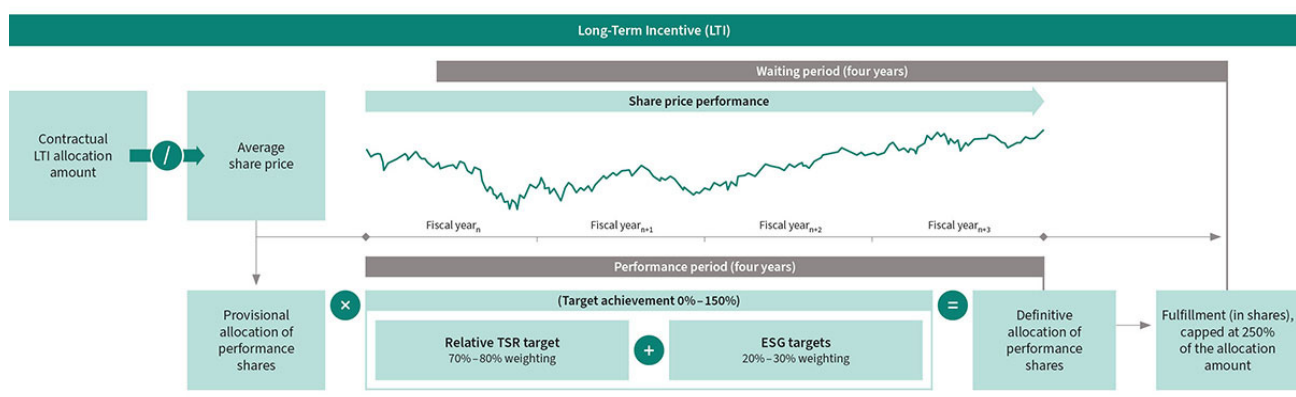 Long-Term Incentive (LTI)
Waiting period (four years)
Share price performance
Contractual
LTI allocation
amount
/
Average
share price
Fiscal yearn
Fiscal yearn+1
Fiscal yearn+2
Fiscal yearn+3
Performance period (four years)
Provisional
allocation of
performance
shares
×
(Target achievement 0%–150%)
Relative TSR target
70%–80% weighting
+
ESG targets
20%–30% weighting
=
Definitive
allocation of
performance
shares
Fulfillment (in shares),
capped at 250%
of the allocation
amount